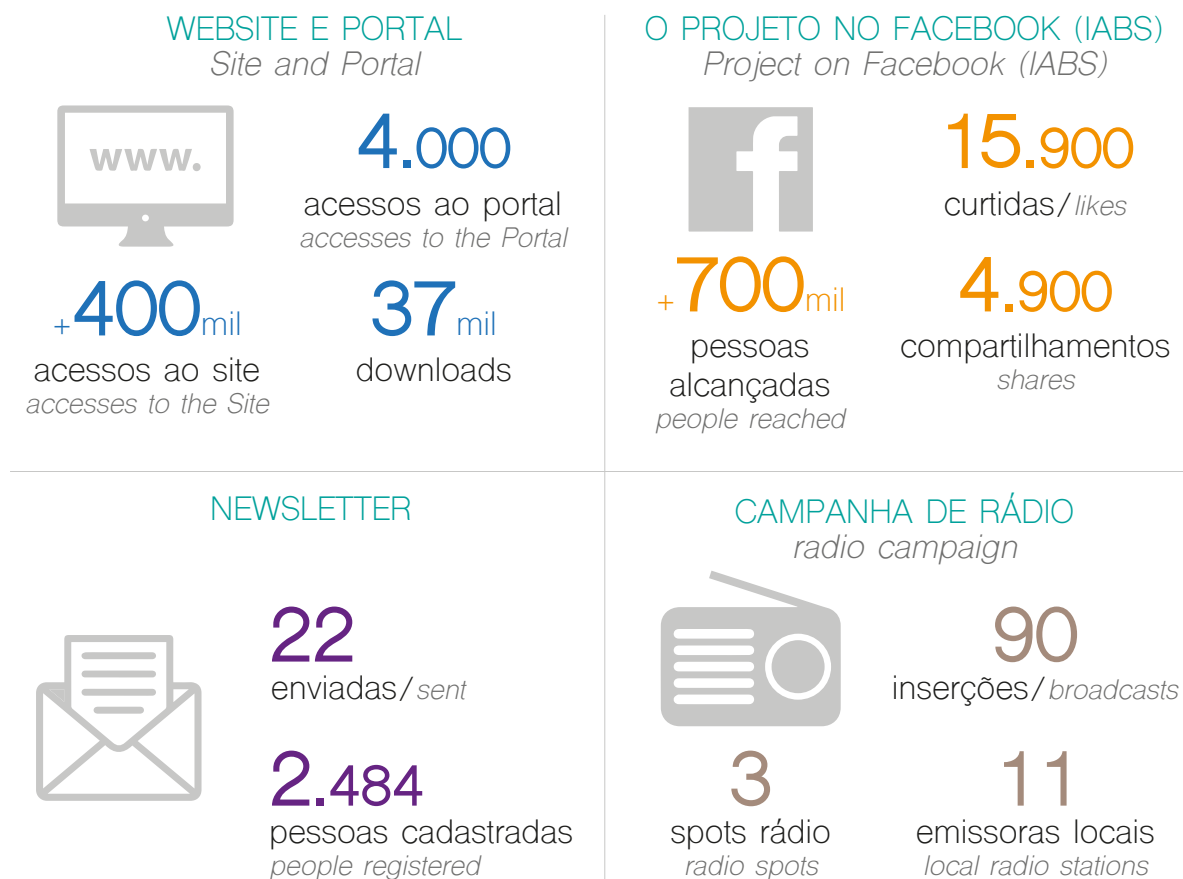 WEBSITE E PORTAL
Site and Portal
www.
4.000
acessos ao portal
accesses to the Portal
+400mil
acessos ao site
accesses to the Site
37mil
downloads
O PROJETO NO FACEBOOK (IABS)
Project on Facebook (IABS)
f
15.900
curtidas/likes
+700mil
pessoas
alcançadas
people reached
4.900
compartilhamentos
shares
NEWSLETTER
22
enviadas/sent
2.484
pessoas cadastradas
people registered
CAMPANHA DE RÁDIO
radio campaign
90
inserções/broadcasts
3
spots rádio
radio spots
11
emissoras locais
local radio stations